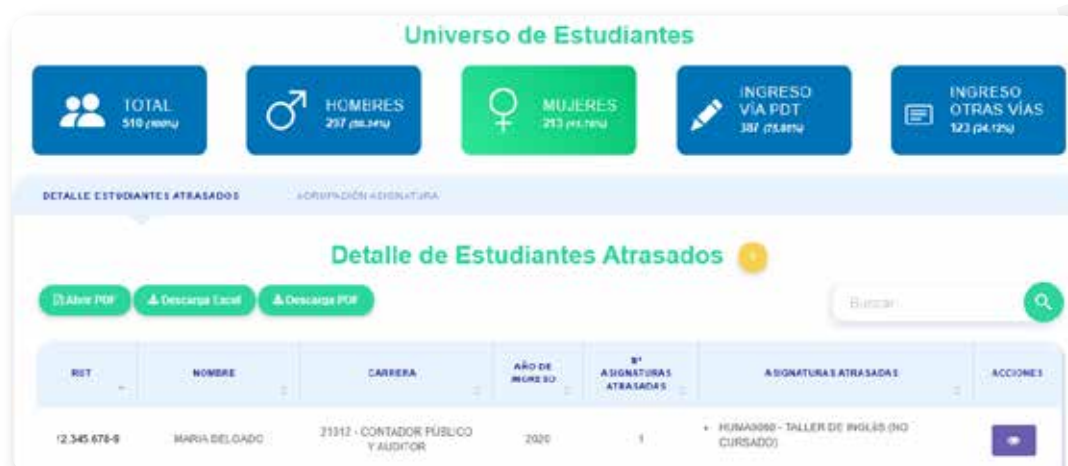 Universo de Estudiantes
TOTAL
510 (100%)
HOMBRES
297 (58.24%)
MUJERES
213 (41.76%)
INGRESO
VÍA PDT
387 (75.88%)
INGRESO
OTRAS VÍAS
123 (24.12%)
DETALLE ESTUDIANTES ATRASADOS
AGRUPACIÓN ASIGNATURA
Detalle de Estudiantes Atrasados
Abrir PDF
Descarga Excel
Descarga PDF
Buscar
RUT
NOMBRE
CARRERA
AÑO DE
INGRESO
N°
ASIGNATURAS
ATRASADAS
ASIGNATURAS ATRASADAS
ACCIONES
12.345.678-9
MARIA DELGADO
21012 - CONTADOR PÚBLICO
Y AUDITOR
2020
1
TALLER DE INGLÉS (NO
CURSADO)